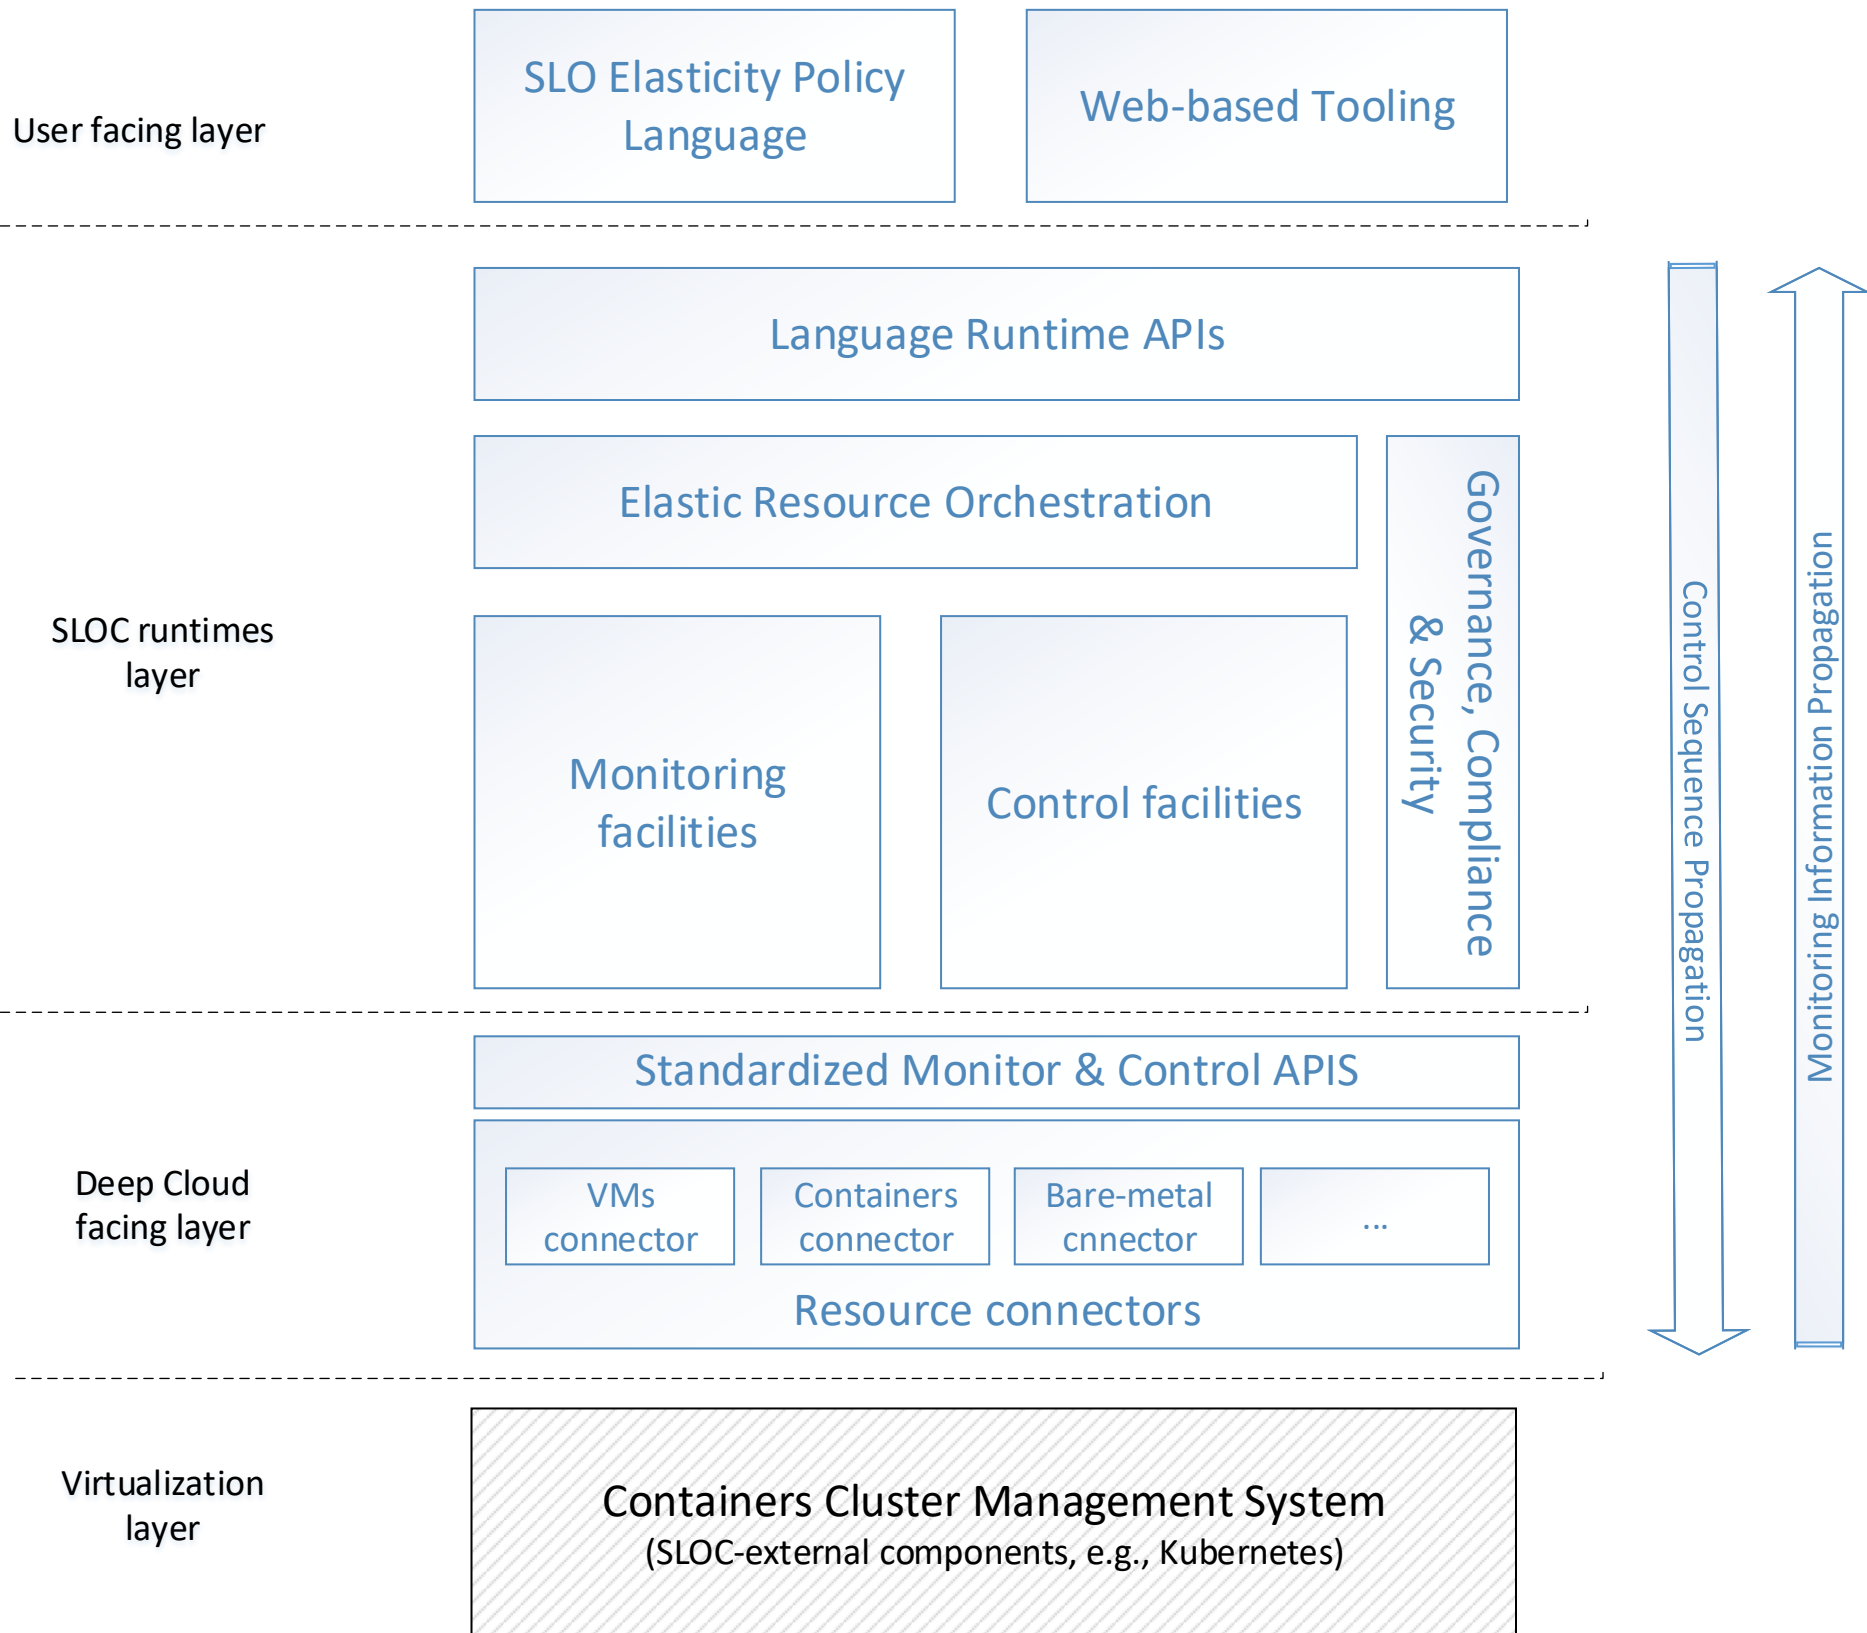 User facing layer
SLO Elasticity Policy
Language
Web-based Tooling
SLOC runtimes
layer
Language Runtime APIs
Elastic Resource Orchestration
Governance, Compliance
& Security
Monitoring
facilities
Control facilities
Control Sequence Propagation
Monitoring Information Propagation
Deep Cloud
facing layer
Standardized Monitor & Control APIS
VMs
connector
Containers
connector
Bare-metal
cnnector
...
Resource connectors
Virtualization
layer
Containers Cluster Management System
(SLOC-external components, e.g., Kubernetes)